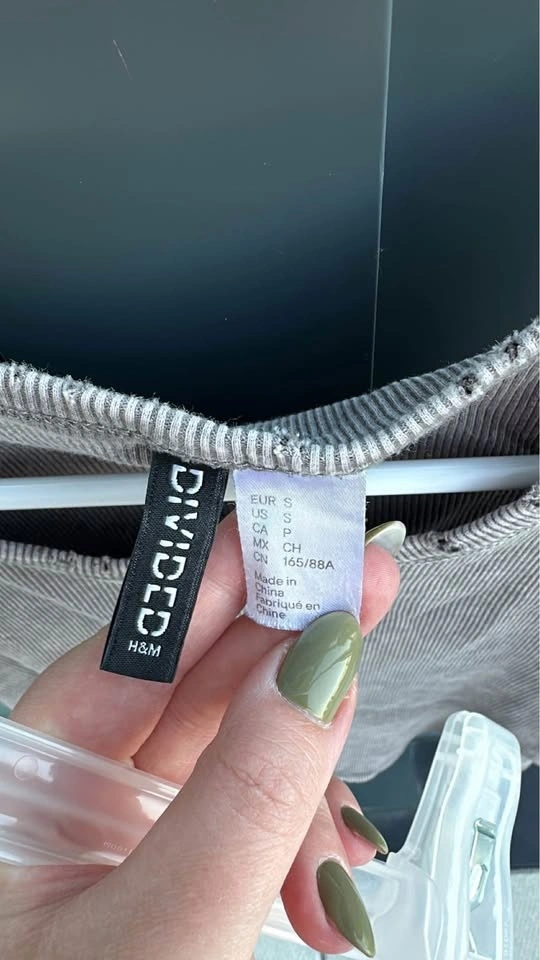 DIVIDED
H&M
EUR S
US S
CA P
MX CH
CN 165/88A
Made in
China
Fabriqué en
Chine